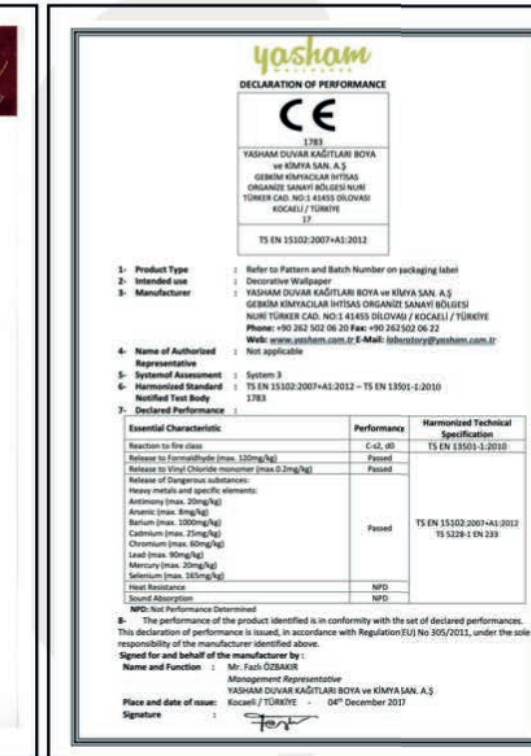 yasham
WALLPAPER
DECLARATION OF PERFORMANCE
CE
1783
YASHAM DUVAR KAĞITLARI BOYA
ve KİMYA SAN. A.Ş
GEBKİM KİMYACILAR İHTİSAS
ORGANİZE SANAYİ BÖLGESİ NURİ
TÜRKER CAD. NO:1 41455 DİLOVASI
KOCAELİ / TÜRKİYE
17
TS EN 15102:2007+A1:2012
1- Product Type : Refer to Pattern and Batch Number on packaging label
2- Intended use : Decorative Wallpaper
3- Manufacturer : YASHAM DUVAR KAĞITLARI BOYA ve KİMYA SAN. A.Ş
GEBKİM KİMYACILAR İHTİSAS ORGANİZE SANAYİ BÖLGESİ
NURİ TÜRKER CAD. NO:1 41455 DİLOVASI / KOCAELİ / TÜRKİYE
Phone: +90 262 502 06 20 Fax: +90 262 502 06 22
Web: www.yasham.com.tr E-Mail: laboratory@yasham.com.tr
4- Name of Authorized : Not applicable
Representative
5- Systemof Assessment : System 3
6- Harmonized Standard : TS EN 15102:2007+A1:2012 – TS EN 13501-1:2010
Notified Test Body 1783
7- Declared Performance :
Essential Characteristic Performance Harmonized Technical
Specification
Reaction to fire class C-s2, d0 TS EN 13501-1:2010
Release to Formaldhyde (max. 120mg/kg) Passed
Release to Vinyl Chloride monomer (max.0.2mg/kg) Passed
Release of Dangerous substances:
Heavy metals and specific elements:
Antimony (max. 20mg/kg)
Arsenic (max. 8mg/kg)
Barium (max. 1000mg/kg)
Cadmium (max. 25mg/kg)
Chromium (max. 60mg/kg)
Lead (max. 90mg/kg)
Mercury (max. 20mg/kg)
Selenium (max. 165mg/kg)
Passed
TS EN 15102:2007+A1:2012
TS 5228-1 EN 233
Heat Resistance NPD
Sound Absorption NPD
NPD: Not Performance Determined
8- The performance of the product identified is in conformity with the set of declared performances.
This declaration of performance is issued, in accordance with Regulation (EU) No 305/2011, under the sole
responsibility of the manufacturer identified above.
Signed for and behalf of the manufacturer by :
Name and Function : Mr. Fazlı ÖZBAKIR
Management Representative
YASHAM DUVAR KAĞITLARI BOYA ve KİMYA SAN. A.Ş
Place and date of issue: Kocaeli / TÜRKİYE - 04th December 2017
Signature :